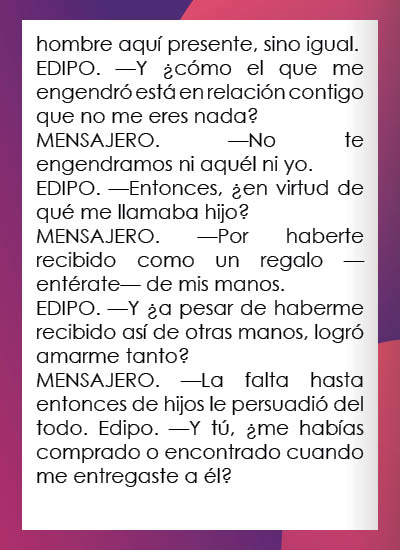 hombre aquí presente, sino igual.
EDIPO. —Y ¿cómo el que me
engendró está en relación contigo
que no me eres nada?
MENSAJERO. —No te
engendramos ni aquél ni yo.
EDIPO. —Entonces, ¿en virtud de
qué me llamaba hijo?
MENSAJERO. —Por haberte
recibido como un regalo —
entérate— de mis manos.
EDIPO. —Y ¿a pesar de haberme
recibido así de otras manos, logró
amarme tanto?
MENSAJERO. —La falta hasta
entonces de hijos le persuadió del
todo. Edipo. —Y tú, ¿me habías
comprado o encontrado cuando
me entregaste a él?